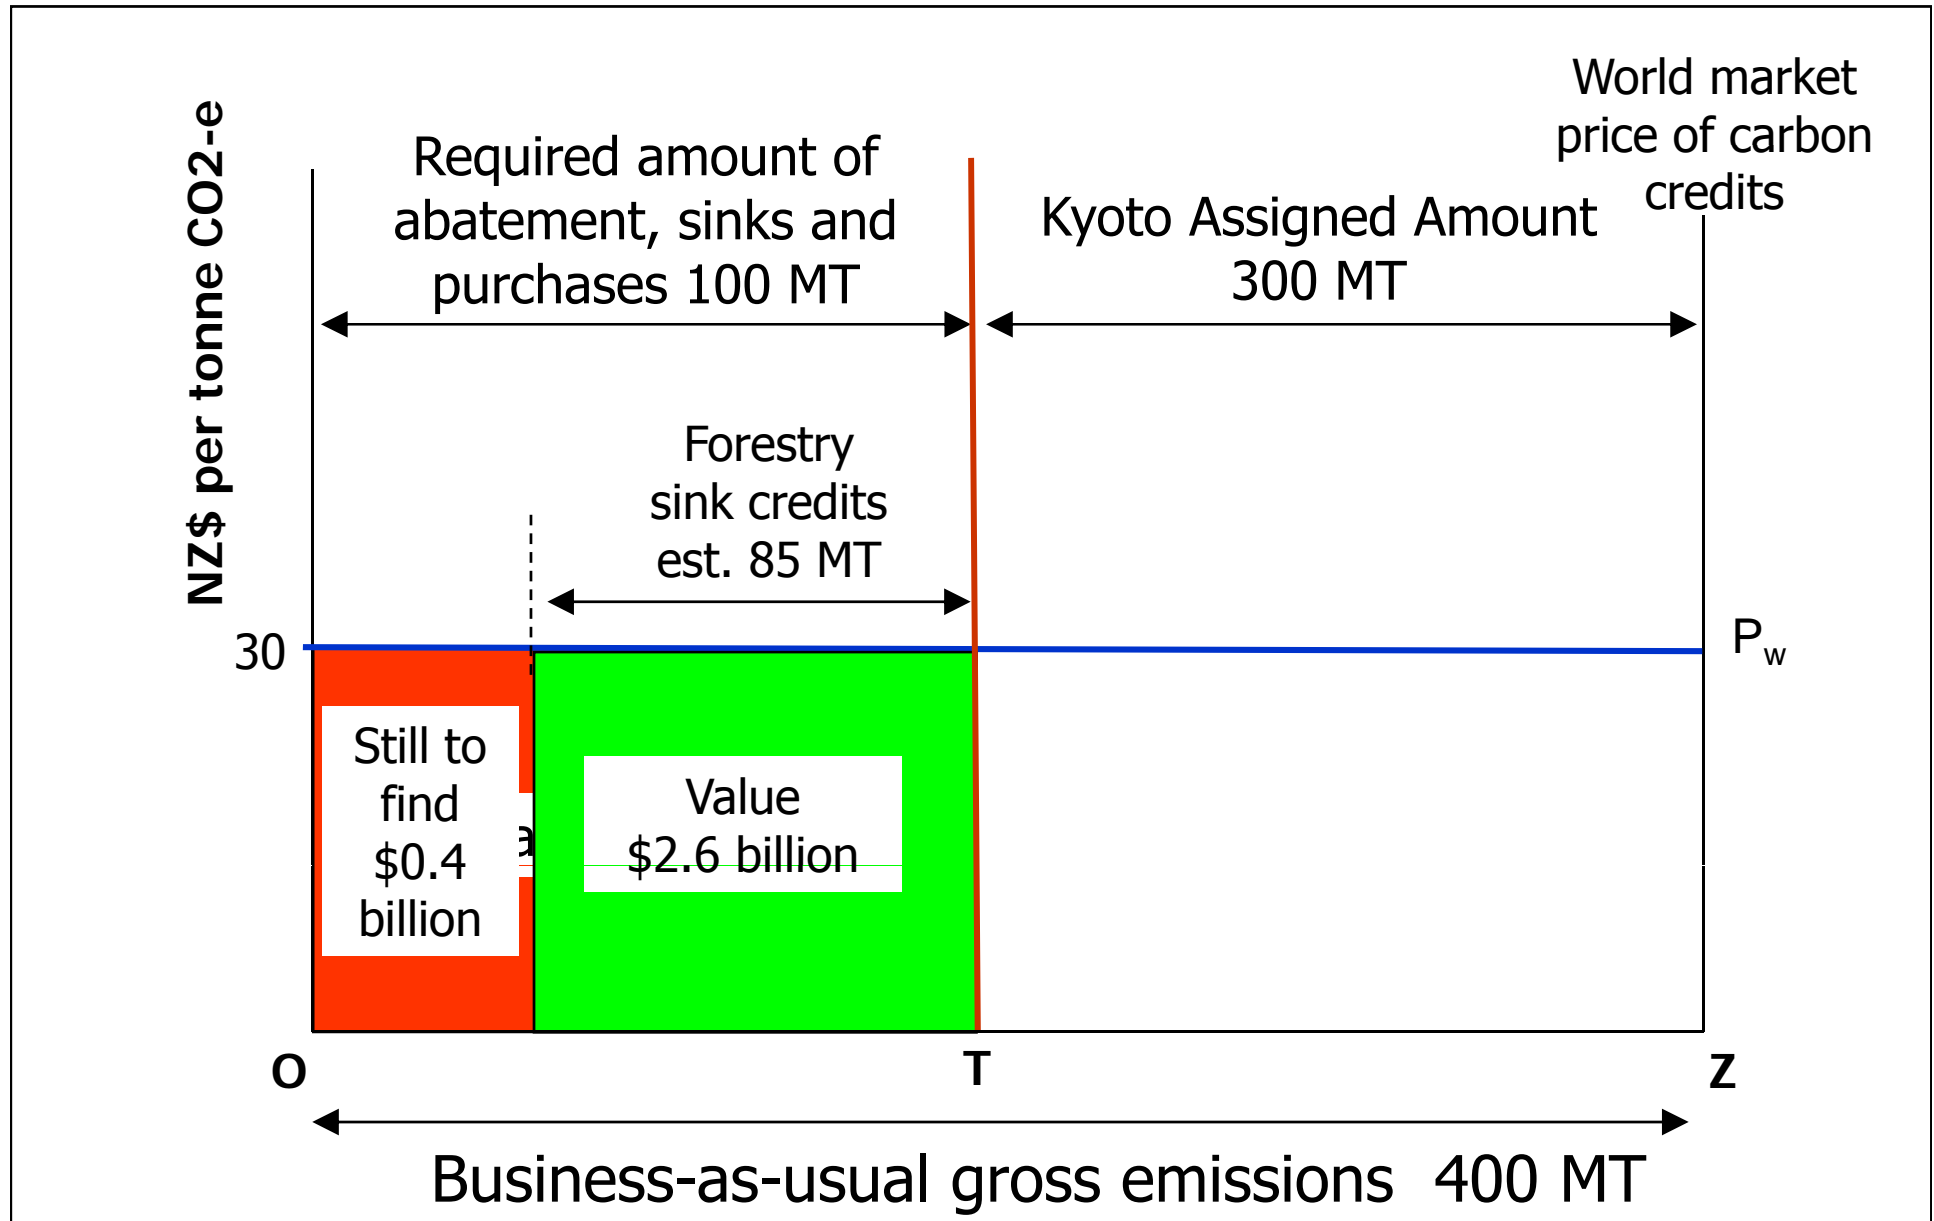 World market
price of carbon
credits
NZ$ per tonne CO2-e
Required amount of
abatement, sinks and
purchases 100 MT
Kyoto Assigned Amount
300 MT
Forestry
sink credits
est. 85 MT
30
Pw
Still to
find
$0.4
billion
Value
$2.6 billion
O
T
Z
Business-as-usual gross emissions 400 MT